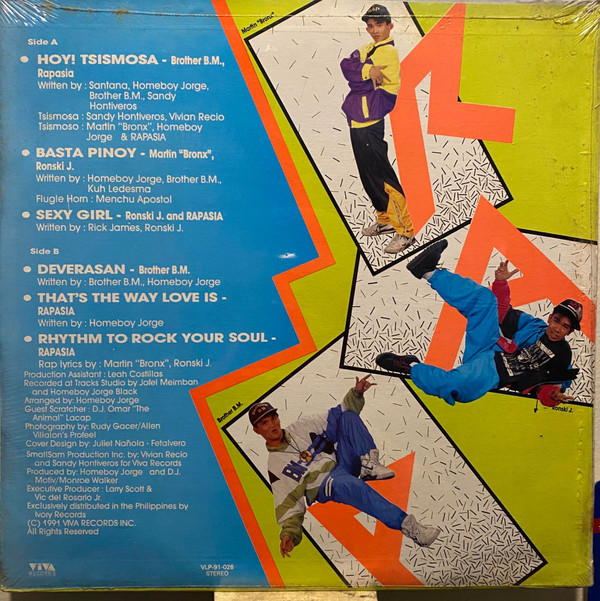 Side A
HOY! TSISMOSA - Brother B.M.,
Rapasia
Written by : Santana, Homeboy Jorge,
Brother B.M., Sandy
Hontiveros
Tsismosa : Sandy Hontiveros, Vivian Recio
Tsismoso : Martin "Bronx", Homeboy
Jorge & RAPASIA
BASTA PINOY - Martin "Bronx",
Ronski J.
Written by : Homeboy Jorge, Brother B.M.,
Kuh Ledesma
Flugle Horn : Menchu Apostol
SEXY GIRL - Ronski J. and RAPASIA
Written by : Rick James, Ronski J.
Side B
DEVERASAN - Brother B.M.
Written by : Brother B.M., Homeboy Jorge
THAT'S THE WAY LOVE IS -
RAPASIA
Written by : Homeboy Jorge
RHYTHM TO ROCK YOUR SOUL -
RAPASIA
Rap lyrics by : Martin "Bronx", Ronski J.
Production Assistant : Leah Costillas
Recorded at Tracks Studio by Jolel Meimban
and Homeboy Jorge Black
Arranged by: Homeboy Jorge
Guest Scratcher : D.J. Omar "The
Animal" Lacap
Photography by: Rudy Gacer/Allen
Villalon's Profeel
Cover Design by: Juliet Nañola - Fetalvero
SmallSam Production Inc. by: Vivian Recio
and Sandy Hontiveros for Viva Records
Produced by: Homeboy Jorge and D.J.
Motiv/Monroe Walker
Executive Producer : Larry Scott &
Vic del Rosario Jr.
Exclusively distributed in the Philippines by
Ivory Records
(C) 1991 VIVA RECORDS INC.
All Rights Reserved
VIVA
RECORDS
VLP-91-028
STEREO
Martin "Bronx"
Ronski J.
Brother B.M.